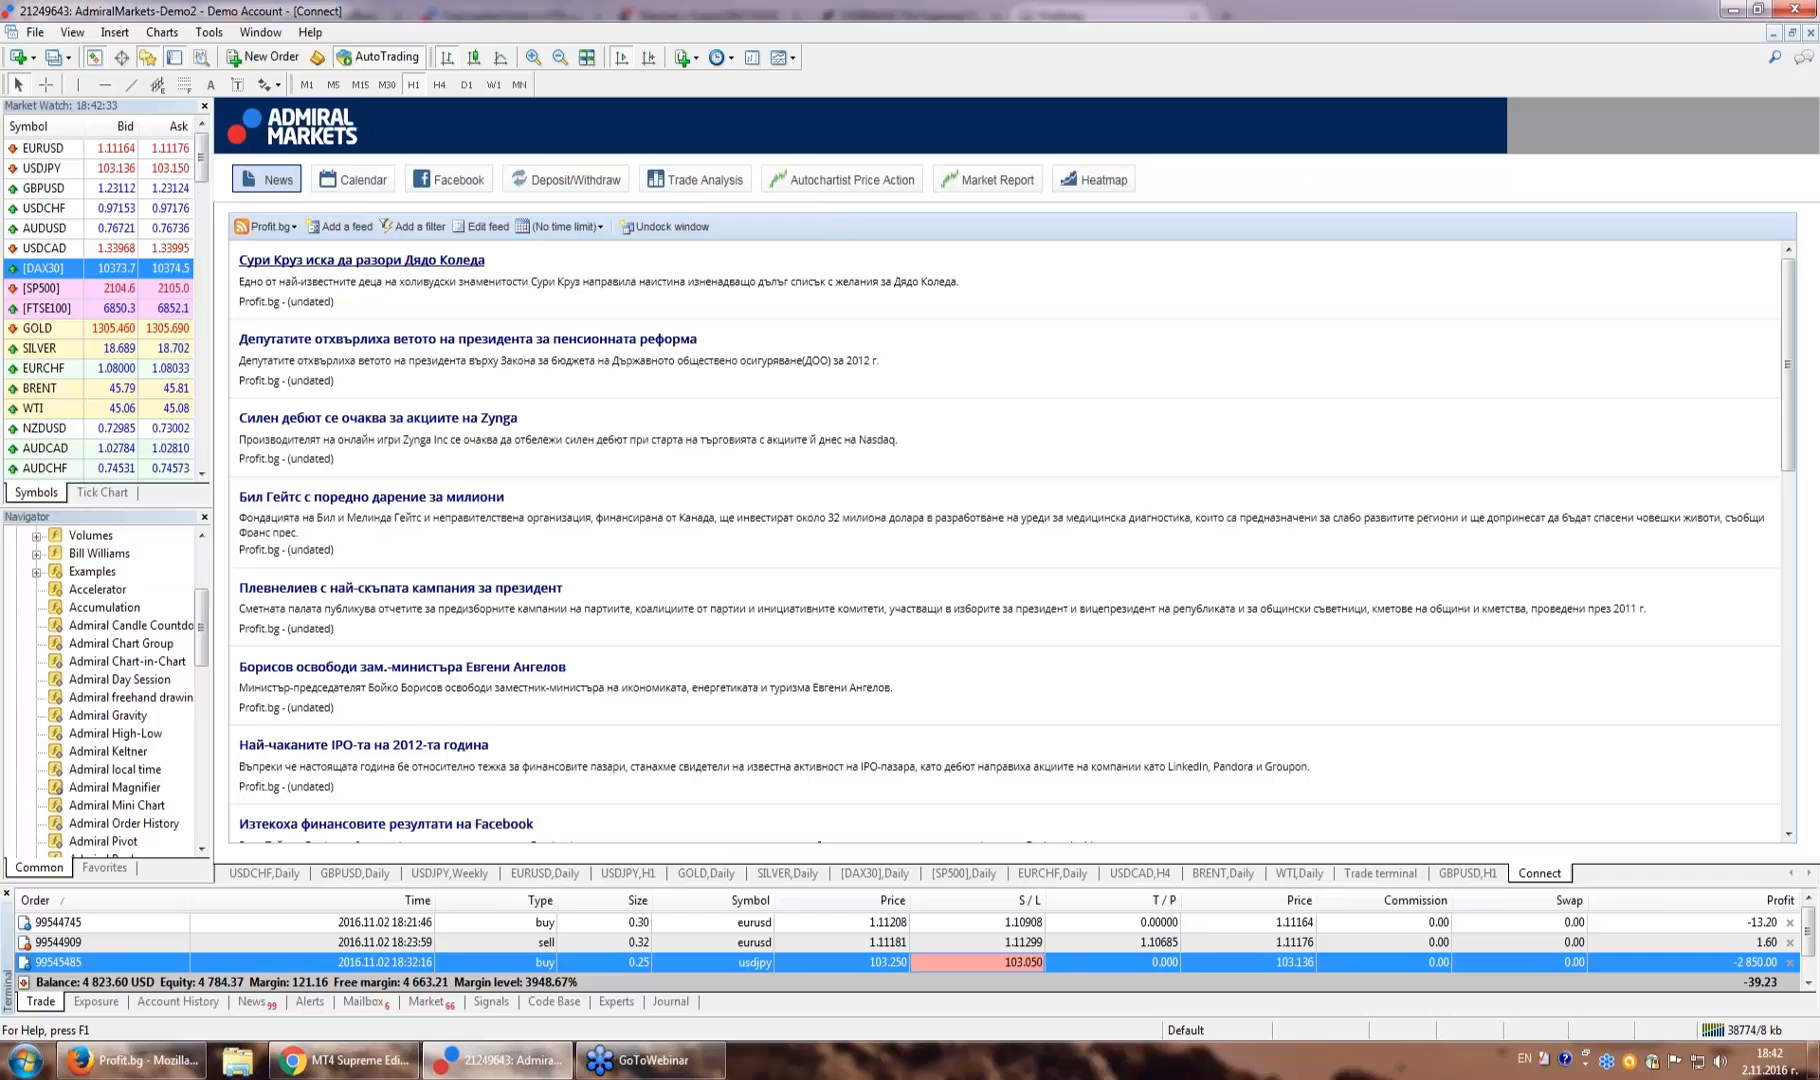 21249643: AdmiralMarkets-Demo2 - Demo Account - [Connect]
File View Insert Charts Tools Window Help
New Order AutoTrading
A T M1 M5 M15 M30 H1 H4 D1 W1 MN
Market Watch: 18:42:33
Symbol Bid Ask
EURUSD 1.11164 1.11176
USDJPY 103.136 103.150
GBPUSD 1.23112 1.23124
USDCHF 0.97153 0.97176
AUDUSD 0.76721 0.76736
USDCAD 1.33968 1.33995
[DAX30] 10373.7 10374.5
[SP500] 2104.6 2105.0
[FTSE100] 6850.3 6852.1
GOLD 1305.460 1305.690
SILVER 18.689 18.702
EURCHF 1.08000 1.08033
BRENT 45.79 45.81
WTI 45.06 45.08
NZDUSD 0.72985 0.73002
AUDCAD 1.02784 1.02810
AUDCHF 0.74531 0.74573
Symbols Tick Chart
Navigator
Volumes
Bill Williams
Examples
Accelerator
Accumulation
Admiral Candle Countdo
Admiral Chart Group
Admiral Chart-in-Chart
Admiral Day Session
Admiral freehand drawin
Admiral Gravity
Admiral High-Low
Admiral Keltner
Admiral local time
Admiral Magnifier
Admiral Mini Chart
Admiral Order History
Admiral Pivot
Common Favorites
ADMIRAL
MARKETS
News Calendar Facebook Deposit/Withdraw Trade Analysis Autochartist Price Action Market Report Heatmap
Profit.bg Add a feed Add a filter Edit feed (No time limit) Undock window
Сури Круз иска да разори Дядо Коледа
Едно от най-известните деца на холивудски знаменитости Сури Круз направила наистина изненадващо дълъг списък с желания за Дядо Коледа.
Profit.bg - (undated)
Депутатите отхвърлиха ветото на президента за пенсионната реформа
Депутатите отхвърлиха ветото на президента върху Закона за бюджета на Държавното обществено осигуряване(ДОО) за 2012 г.
Profit.bg - (undated)
Силен дебют се очаква за акциите на Zynga
Производителят на онлайн игри Zynga Inc се очаква да отбележи силен дебют при старта на търговията с акциите й днес на Nasdaq.
Profit.bg - (undated)
Бил Гейтс с поредно дарение за милиони
Фондацията на Бил и Мелинда Гейтс и неправителствена организация, финансирана от Канада, ще инвестират около 32 милиона долара в разработване на уреди за медицинска диагностика, които са предназначени за слабо развитите региони и ще допринесат да бъдат спасени човешки животи, съобщи
Франс прес.
Profit.bg - (undated)
Плевнелиев с най-скъпата кампания за президент
Сметната палата публикува отчетите за предизборните кампании на партиите, коалициите от партии и инициативните комитети, участващи в изборите за президент и вицепрезидент на републиката и за общински съветници, кметове на общини и кметства, проведени през 2011 г.
Profit.bg - (undated)
Борисов освободи зам.-министъра Евгени Ангелов
Министър-председателят Бойко Борисов освободи заместник-министъра на икономиката, енергетиката и туризма Евгени Ангелов.
Profit.bg - (undated)
Най-чаканите IPO-та на 2012-та година
Въпреки че настоящата година бе относително тежка за финансовите пазари, станахме свидетели на известна активност на IPO-пазара, като дебют направиха акциите на компании като LinkedIn, Pandora и Groupon.
Profit.bg - (undated)
Изтекоха финансовите резултати на Facebook
USDCHF,Daily GBPUSD,Daily USDJPY,Weekly EURUSD,Daily USDJPY,H1 GOLD,Daily SILVER,Daily [DAX30],Daily [SP500],Daily EURCHF,Daily USDCAD,H4 BRENT,Daily WTI,Daily Trade terminal GBPUSD,H1 Connect
Order / Time Type Size Symbol Price S / L T / P Price Commission Swap Profit
99544745 2016.11.02 18:21:46 buy 0.30 eurusd 1.11208 1.10908 0.00000 1.11164 0.00 0.00 -13.20
99544909 2016.11.02 18:23:59 sell 0.32 eurusd 1.11181 1.11299 1.10685 1.11176 0.00 0.00 1.60
99545485 2016.11.02 18:32:16 buy 0.25 usdjpy 103.250 103.050 0.000 103.136 0.00 0.00 -2 850.00
Balance: 4 823.60 USD Equity: 4 784.37 Margin: 121.16 Free margin: 4 663.21 Margin level: 3948.67% -39.23
Terminal
Trade Exposure Account History News 99 Alerts Mailbox 6 Market 66 Signals Code Base Experts Journal
For Help, press F1 Default 38774/8 kb
Profit.bg - Mozilla... MT4 Supreme Edi... 21249643: Admira... GoToWebinar EN 18:42
2.11.2016 г.